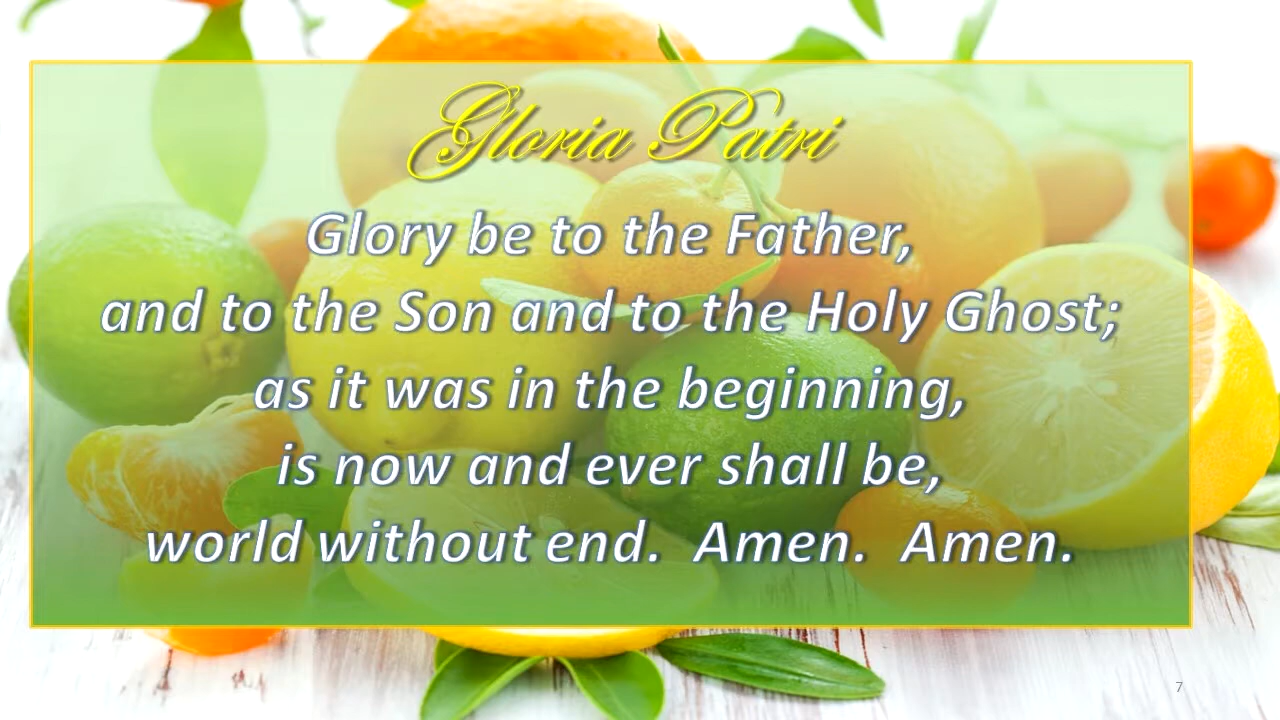 Gloria Patri
Glory be to the Father,
and to the Son and to the Holy Ghost;
as it was in the beginning,
is now and ever shall be,
world without end.  Amen.  Amen.
7